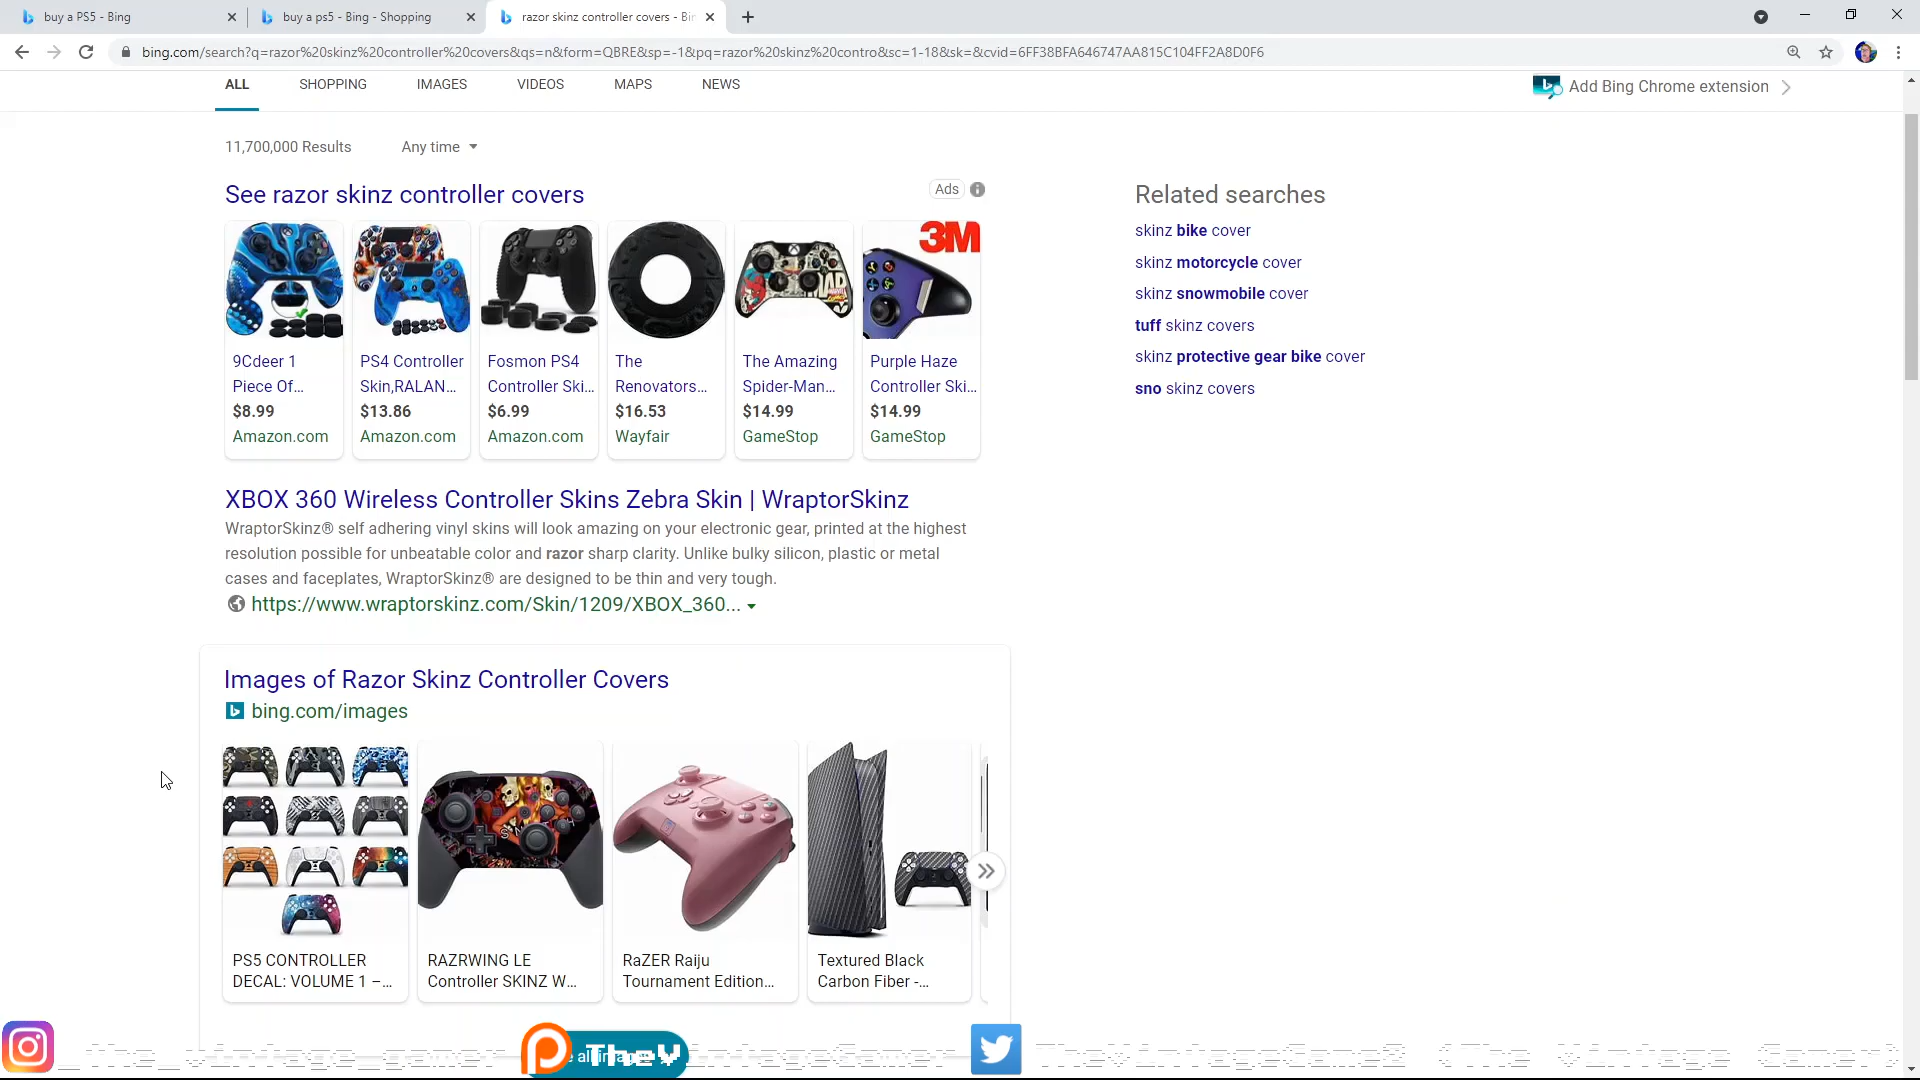 buy a PS5 - Bing
buy a ps5 - Bing - Shopping
razor skinz controller covers - Bin
bing.com/search?q=razor%20skinz%20controller%20covers&qs=n&form=QBRE&sp=-1&pq=razor%20skinz%20contro&sc=1-18&sk=&cvid=6FF38BFA646747AA815C104FF2A8D0F6
ALL SHOPPING IMAGES VIDEOS MAPS NEWS
Add Bing Chrome extension
11,700,000 Results Any time
See razor skinz controller covers
Ads
3M
9Cdeer 1
Piece Of...
$8.99
Amazon.com
PS4 Controller
Skin,RALAN...
$13.86
Amazon.com
Fosmon PS4
Controller Ski...
$6.99
Amazon.com
The
Renovators...
$16.53
Wayfair
The Amazing
Spider-Man...
$14.99
GameStop
Purple Haze
Controller Ski...
$14.99
GameStop
Related searches
skinz bike cover
skinz motorcycle cover
skinz snowmobile cover
tuff skinz covers
skinz protective gear bike cover
sno skinz covers
XBOX 360 Wireless Controller Skins Zebra Skin | WraptorSkinz
WraptorSkinz® self adhering vinyl skins will look amazing on your electronic gear, printed at the highest
resolution possible for unbeatable color and razor sharp clarity. Unlike bulky silicon, plastic or metal
cases and faceplates, WraptorSkinz® are designed to be thin and very tough.
https://www.wraptorskinz.com/Skin/1209/XBOX_360...
Images of Razor Skinz Controller Covers
bing.com/images
PS5 CONTROLLER
DECAL: VOLUME 1 –...
RAZRWING LE
Controller SKINZ W...
RaZER Raiju
Tournament Edition...
Textured Black
Carbon Fiber -...
_the_vintage_gamer TheVintageGamer TheVintageGame2 (The Vintage Gamer)